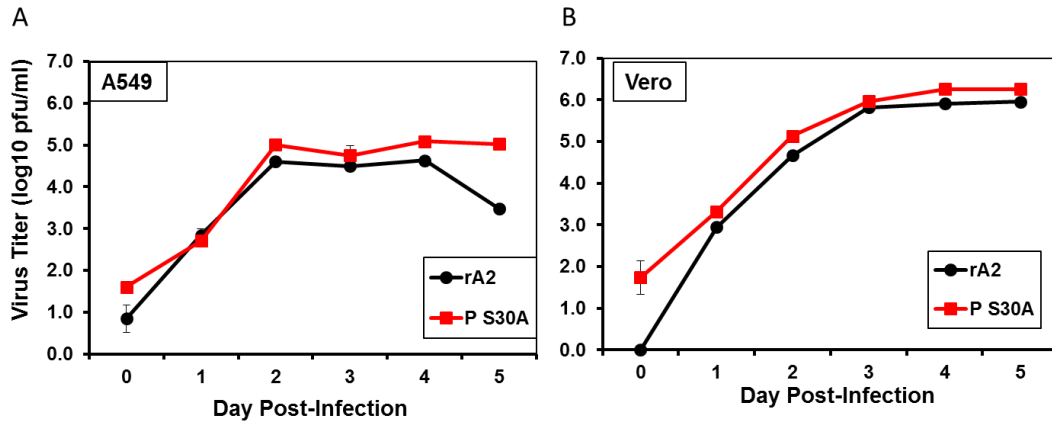 A
Virus Titer (log10 pfu/ml)
7.0
6.0
5.0
4.0
3.0
2.0
1.0
0.0
A549
rA2
P S30A
0 1 2 3 4 5
Day Post-Infection
B
7.0
6.0
5.0
4.0
3.0
2.0
1.0
0.0
Vero
rA2
P S30A
0 1 2 3 4 5
Day Post-Infection